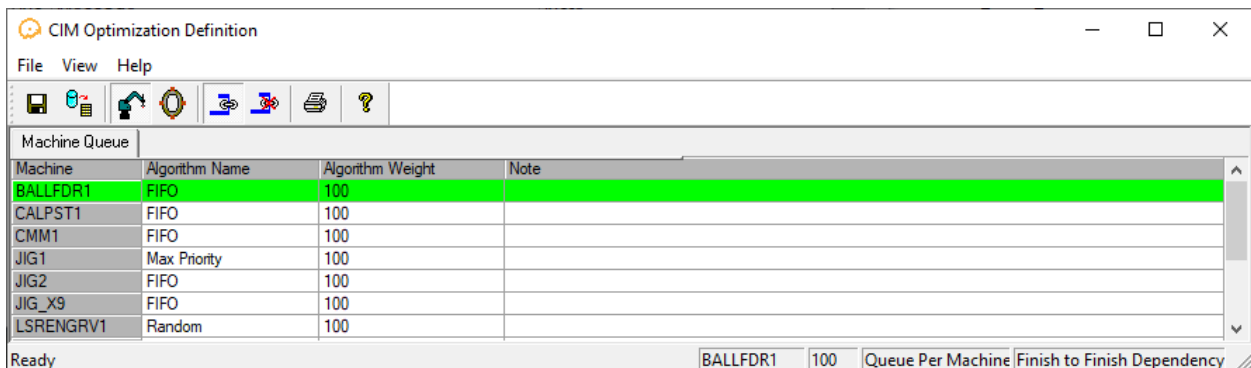 CIM Optimization Definition
File View Help
Machine Queue
Machine Algorithm Name Algorithm Weight Note
BALLFDR1 FIFO 100
CALPST1 FIFO 100
CMM1 FIFO 100
JIG1 Max Priority 100
JIG2 FIFO 100
JIG_X9 FIFO 100
LSRENGRV1 Random 100
Ready BALLFDR1 100 Queue Per Machine Finish to Finish Dependency